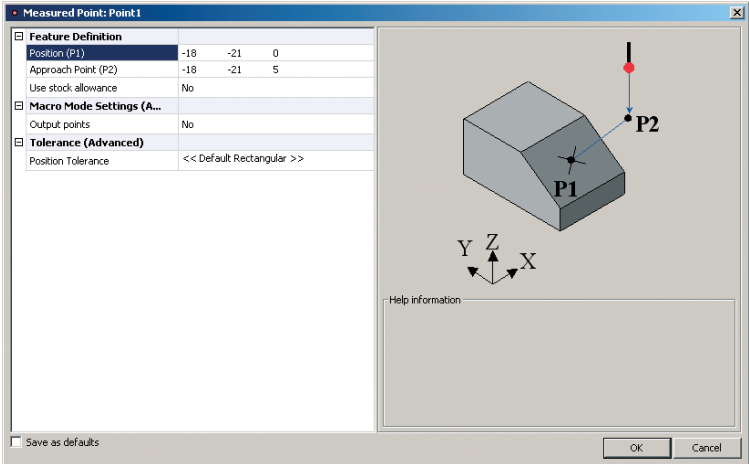 Measured Point: Point1
Feature Definition
Position (P1) -18 -21 0
Approach Point (P2) -18 -21 5
Use stock allowance No
Macro Mode Settings (A...
Output points No
Tolerance (Advanced)
Position Tolerance << Default Rectangular >>
P2
P1
Y Z X
Help information
Save as defaults
OK Cancel